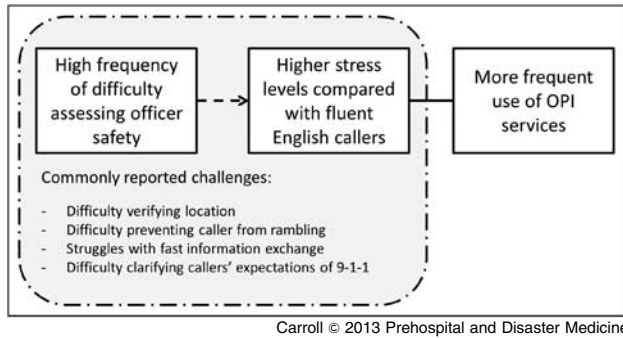 High frequency
of difficulty
assessing officer
safety
Higher stress
levels compared
with fluent
English callers
More frequent
use of OPI
services
Commonly reported challenges:
- Difficulty verifying location
- Difficulty preventing caller from rambling
- Struggles with fast information exchange
- Difficulty clarifying callers' expectations of 9-1-1
Carroll © 2013 Prehospital and Disaster Medicine